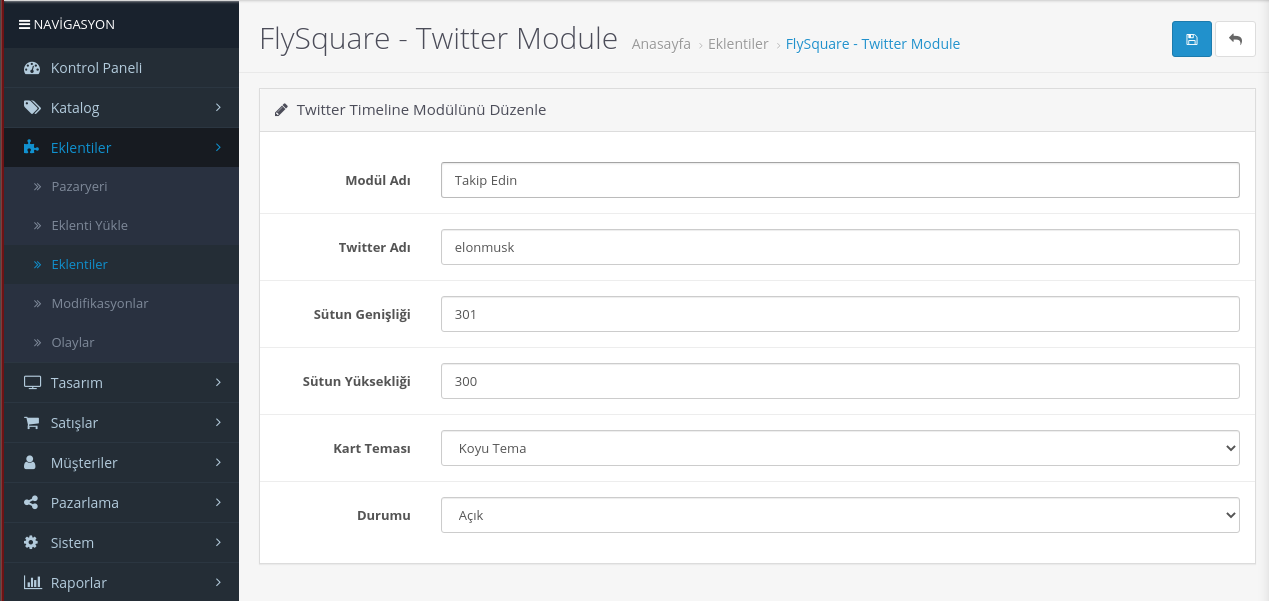 NAVİGASYON
Kontrol Paneli
Katalog
Eklentiler
Pazaryeri
Eklenti Yükle
Eklentiler
Modifikasyonlar
Olaylar
Tasarım
Satışlar
Müşteriler
Pazarlama
Sistem
Raporlar
FlySquare - Twitter Module
Anasayfa › Eklentiler › FlySquare - Twitter Module
Twitter Timeline Modülünü Düzenle
Modül Adı Takip Edin
Twitter Adı elonmusk
Sütun Genişliği 301
Sütun Yüksekliği 300
Kart Teması Koyu Tema
Durumu Açık